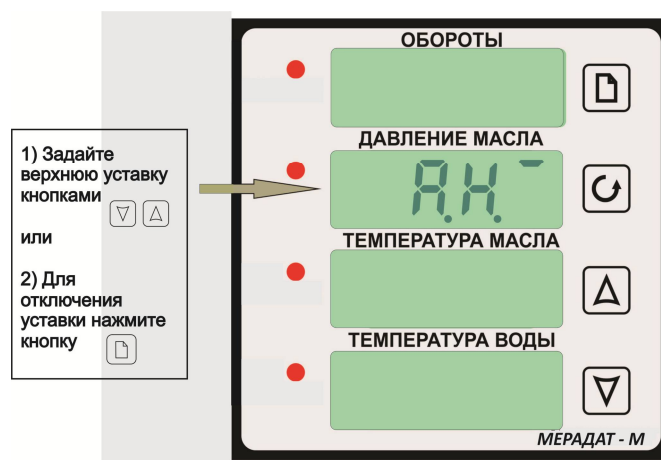 1) Задайте
верхнюю уставку
кнопками
или
2) Для
отключения
уставки нажмите
кнопку
ОБОРОТЫ
ДАВЛЕНИЕ МАСЛА
А.Н.¯
ТЕМПЕРАТУРА МАСЛА
ТЕМПЕРАТУРА ВОДЫ
МЕРАДАТ - М